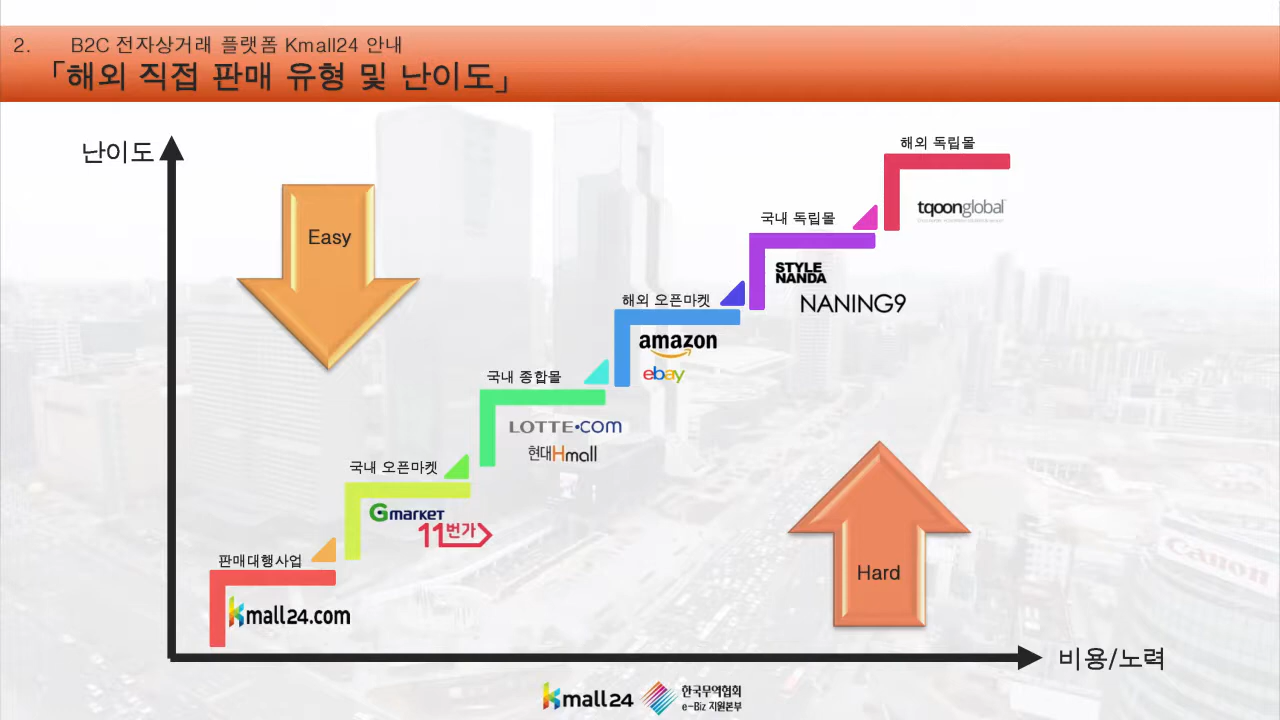 2. B2C 전자상거래 플랫폼 Kmall24 안내
「해외 직접 판매 유형 및 난이도」
난이도
해외 독립몰
tqoonglobal
국내 독립몰
STYLE
NANDA
NANING9
Easy
해외 오픈마켓
amazon
ebay
국내 종합몰
LOTTE•COM
현대Hmall
국내 오픈마켓
Gmarket
11번가
판매대행사업
Kmall24.com
Hard
Canon
비용/노력
Kmall24
한국무역협회
e-Biz 지원본부